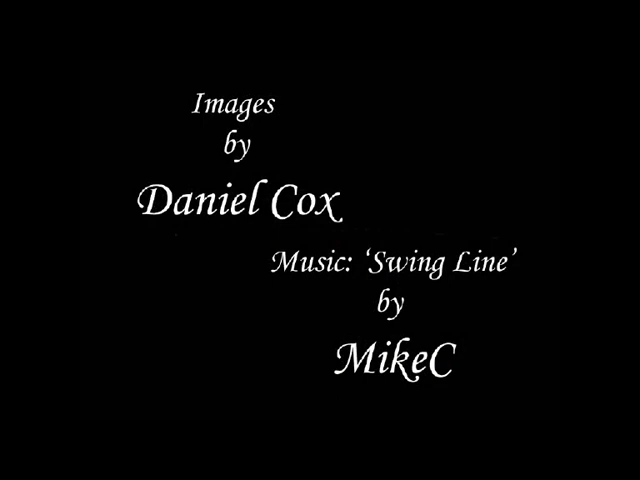 Images
by
Daniel Cox
Music: ‘Swing Line’
by
MikeC